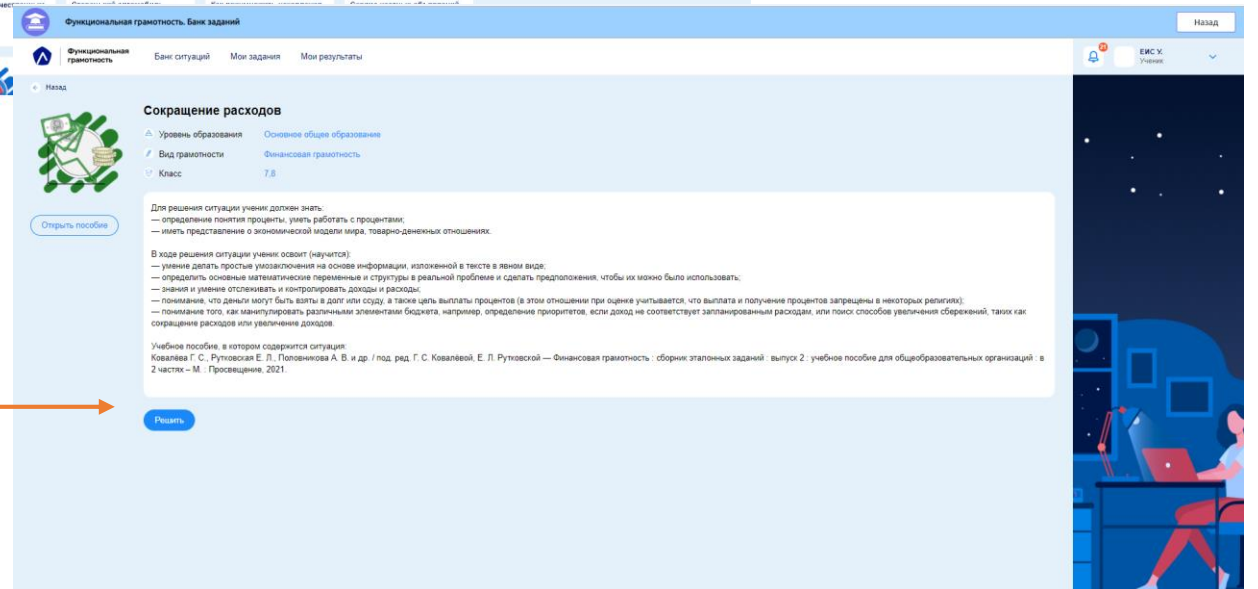 Функциональная грамотность. Банк заданий
Назад
Функциональная
грамотность
Банк ситуаций
Мои задания
Мои результаты
21
ЕИС У.
Ученик
Назад
Сокращение расходов
Уровень образования Основное общее образование
Вид грамотности Финансовая грамотность
Класс 7,8
Открыть пособие
Для решения ситуации ученик должен знать:
— определение понятия проценты, уметь работать с процентами;
— иметь представление о экономической модели мира, товарно-денежных отношениях.
В ходе решения ситуации ученик освоит (научится):
— умение делать простые умозаключения на основе информации, изложенной в тексте в явном виде;
— определить основные математические переменные и структуры в реальной проблеме и сделать предположения, чтобы их можно было использовать;
— знания и умение отслеживать и контролировать доходы и расходы;
— понимание, что деньги могут быть взяты в долг или ссуду, а также цель выплаты процентов (в этом отношении при оценке учитывается, что выплата и получение процентов запрещены в некоторых религиях);
— понимание того, как манипулировать различными элементами бюджета, например, определение приоритетов, если доход не соответствует запланированным расходам, или поиск способов увеличения сбережений, таких как
сокращение расходов или увеличение доходов.
Учебное пособие, в котором содержится ситуация:
Ковалёва Г. С., Рутковская Е. Л., Половникова А. В. и др. / под. ред. Г. С. Ковалёвой, Е. Л. Рутковской — Финансовая грамотность : сборник эталонных заданий : выпуск 2 : учебное пособие для общеобразовательных организаций : в
2 частях – М. : Просвещение, 2021.
Решить